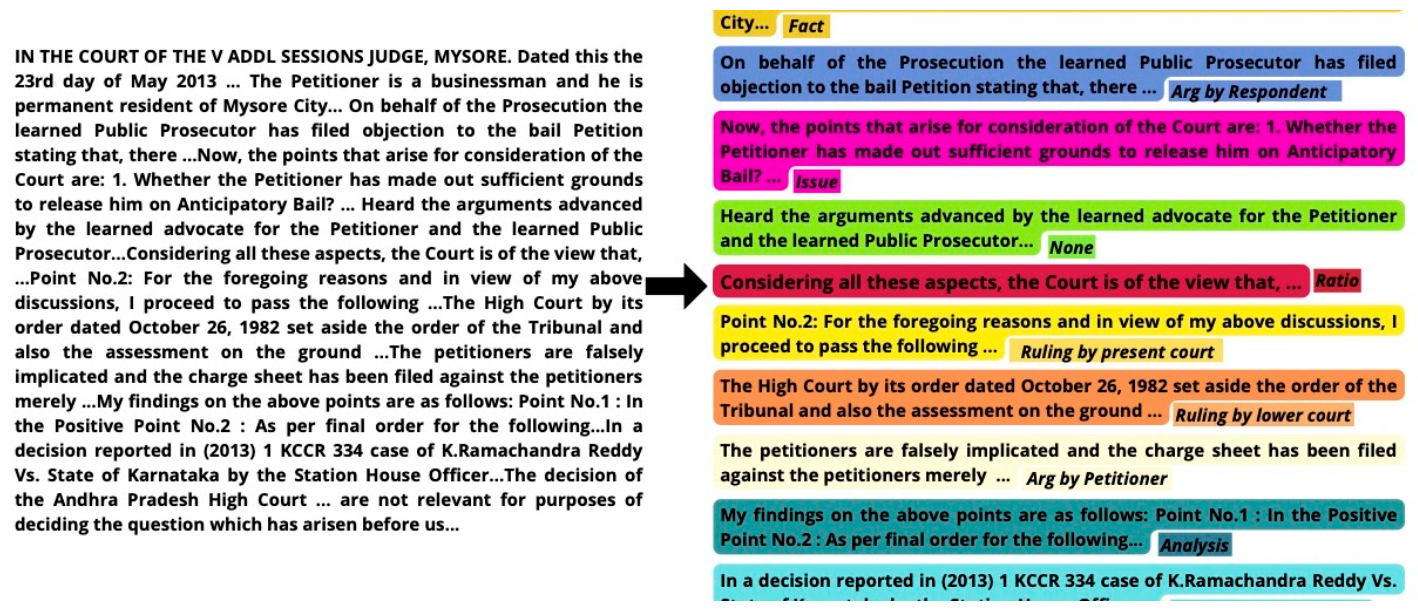 IN THE COURT OF THE V ADDL SESSIONS JUDGE, MYSORE. Dated this the
23rd day of May 2013 ... The Petitioner is a businessman and he is
permanent resident of Mysore City... On behalf of the Prosecution the
learned Public Prosecutor has filed objection to the bail Petition
stating that, there ...Now, the points that arise for consideration of the
Court are: 1. Whether the Petitioner has made out sufficient grounds
to release him on Anticipatory Bail? ... Heard the arguments advanced
by the learned advocate for the Petitioner and the learned Public
Prosecutor...Considering all these aspects, the Court is of the view that,
...Point No.2: For the foregoing reasons and in view of my above
discussions, I proceed to pass the following ...The High Court by its
order dated October 26, 1982 set aside the order of the Tribunal and
also the assessment on the ground ...The petitioners are falsely
implicated and the charge sheet has been filed against the petitioners
merely ...My findings on the above points are as follows: Point No.1 : In
the Positive Point No.2 : As per final order for the following...In a
decision reported in (2013) 1 KCCR 334 case of K.Ramachandra Reddy
Vs. State of Karnataka by the Station House Officer...The decision of
the Andhra Pradesh High Court ... are not relevant for purposes of
deciding the question which has arisen before us...
City... Fact
On behalf of the Prosecution the learned Public Prosecutor has filed
objection to the bail Petition stating that, there ... Arg by Respondent
Now, the points that arise for consideration of the Court are: 1. Whether the
Petitioner has made out sufficient grounds to release him on Anticipatory
Bail? ... Issue
Heard the arguments advanced by the learned advocate for the Petitioner
and the learned Public Prosecutor... None
Considering all these aspects, the Court is of the view that, ... Ratio
Point No.2: For the foregoing reasons and in view of my above discussions, I
proceed to pass the following ... Ruling by present court
The High Court by its order dated October 26, 1982 set aside the order of the
Tribunal and also the assessment on the ground ... Ruling by lower court
The petitioners are falsely implicated and the charge sheet has been filed
against the petitioners merely ... Arg by Petitioner
My findings on the above points are as follows: Point No.1 : In the Positive
Point No.2 : As per final order for the following... Analysis
In a decision reported in (2013) 1 KCCR 334 case of K.Ramachandra Reddy Vs.